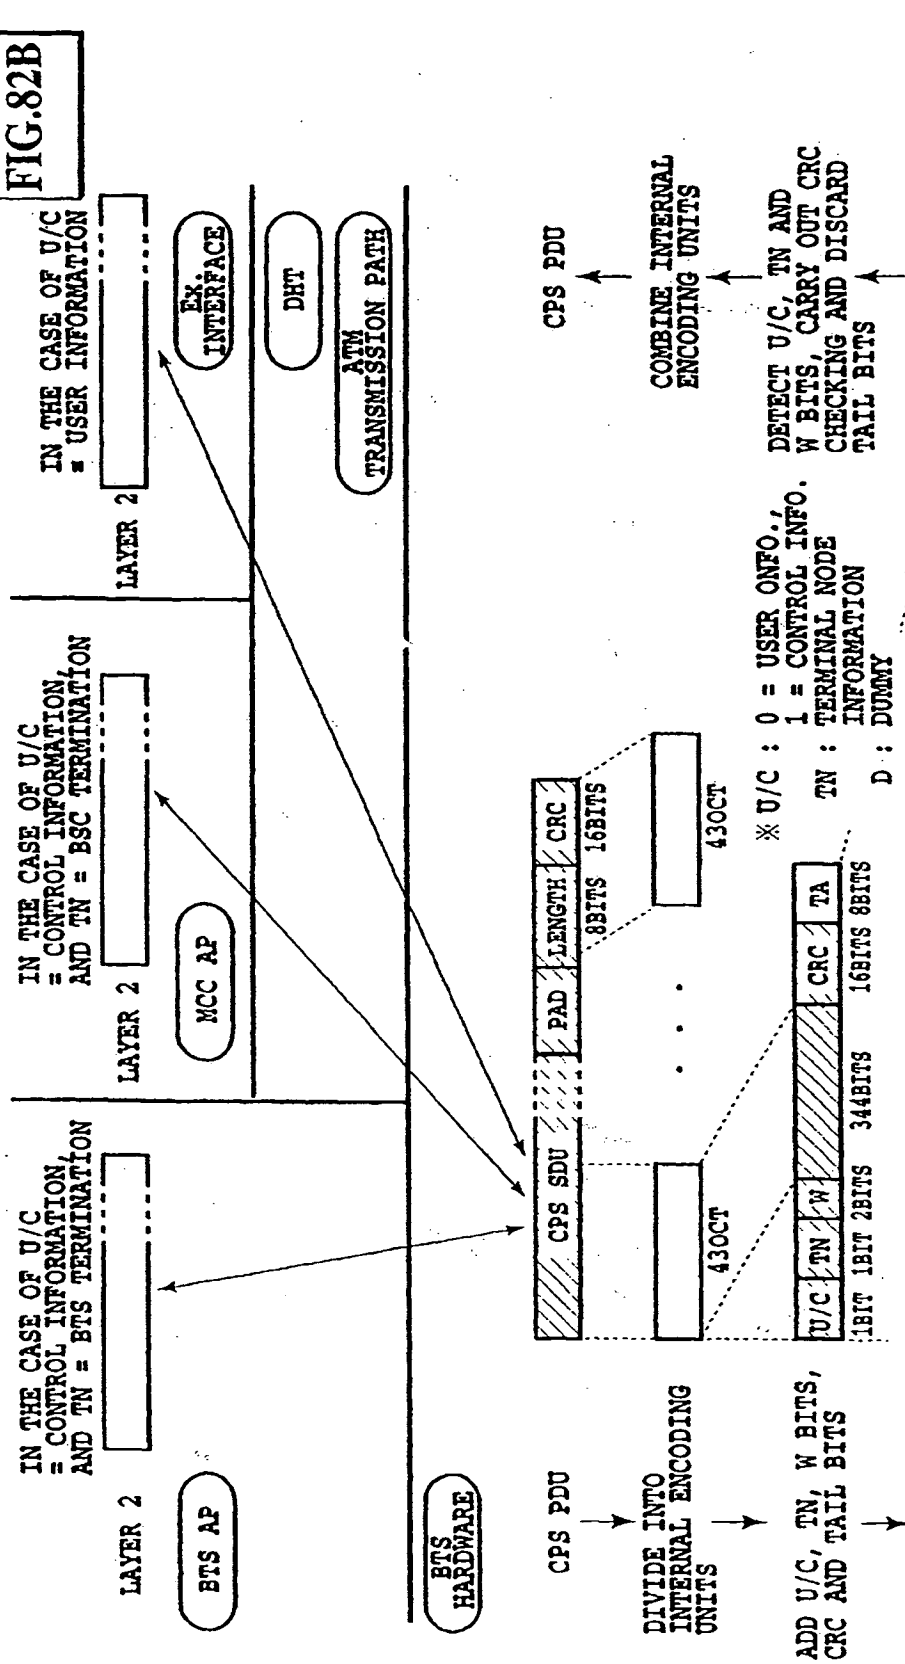 FIG.82B
IN THE CASE OF U/C
= CONTROL INFORMATION,
AND TN = BTS TERMINATION
LAYER 2
BTS AP
IN THE CASE OF U/C
= CONTROL INFORMATION,
AND TN = BSC TERMINATION
LAYER 2
MCC AP
IN THE CASE OF U/C
= USER INFORMATION
LAYER 2
Ex.
INTERFACE
DHT
ATM
TRANSMISSION PATH
BTS
HARDWARE
CPS PDU
CPS SDU
PAD
LENGTH
CRC
8BITS
16BITS
CPS PDU
DIVIDE INTO
INTERNAL ENCODING
UNITS
43OCT
43OCT
COMBINE INTERNAL
ENCODING UNITS
ADD U/C, TN, W BITS,
CRC AND TAIL BITS
U/C
TN
W
CRC
TA
1BIT
1BIT
2BITS
344BITS
16BITS
8BITS
※ U/C : 0 = USER ONFO.,
1 = CONTROL INFO.
TN : TERMINAL NODE
INFORMATION
D : DUMMY
DETECT U/C, TN AND
W BITS, CARRY OUT CRC
CHECKING AND DISCARD
TAIL BITS